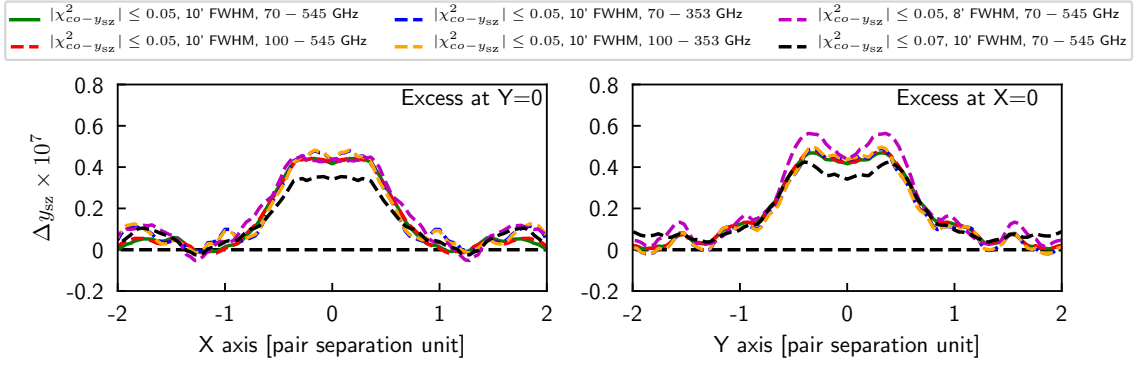 |χ²co−ysz| ≤ 0.05, 10' FWHM, 70 − 545 GHz |χ²co−ysz| ≤ 0.05, 10' FWHM, 70 − 353 GHz |χ²co−ysz| ≤ 0.05, 8' FWHM, 70 − 545 GHz
|χ²co−ysz| ≤ 0.05, 10' FWHM, 100 − 545 GHz |χ²co−ysz| ≤ 0.05, 10' FWHM, 100 − 353 GHz |χ²co−ysz| ≤ 0.07, 10' FWHM, 70 − 545 GHz
Δysz × 10⁷
0.8
0.6
0.4
0.2
0
-0.2
Excess at Y=0
-2 -1 0 1 2
X axis [pair separation unit]
0.8
0.6
0.4
0.2
0
-0.2
Excess at X=0
-2 -1 0 1 2
Y axis [pair separation unit]